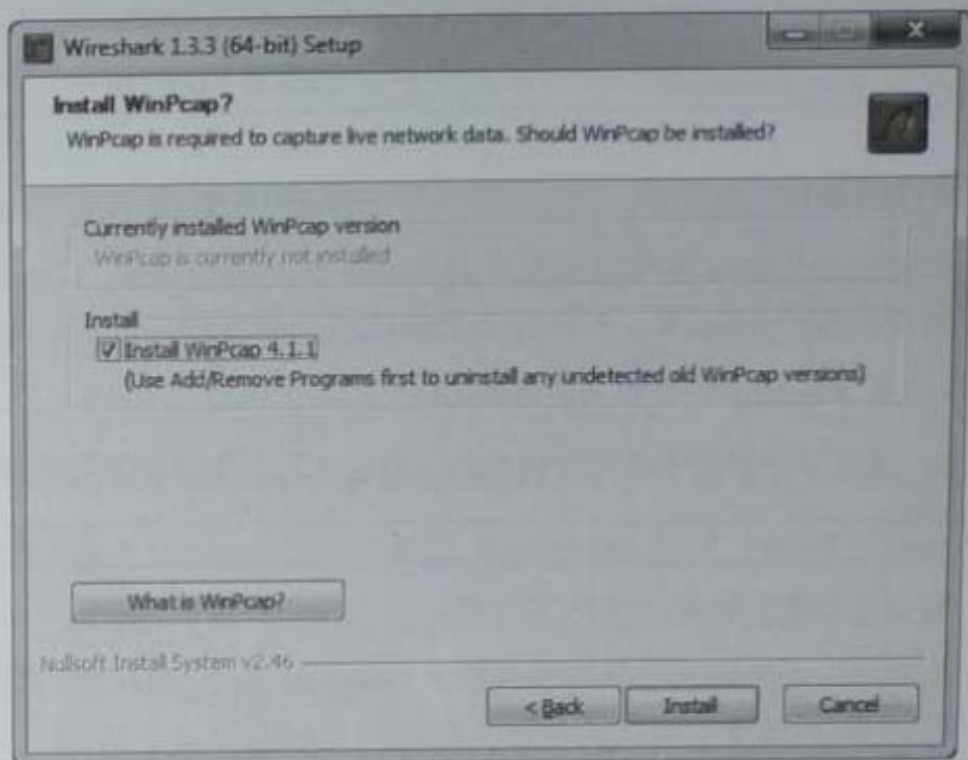 Wireshark 1.3.3 (64-bit) Setup
Install WinPcap?
WinPcap is required to capture live network data. Should WinPcap be installed?
Currently installed WinPcap version
WinPcap is currently not installed
Install
Install WinPcap 4.1.1
(Use Add/Remove Programs first to uninstall any undetected old WinPcap versions)
What is WinPcap?
Nullsoft Install System v2.46
< Back
Install
Cancel